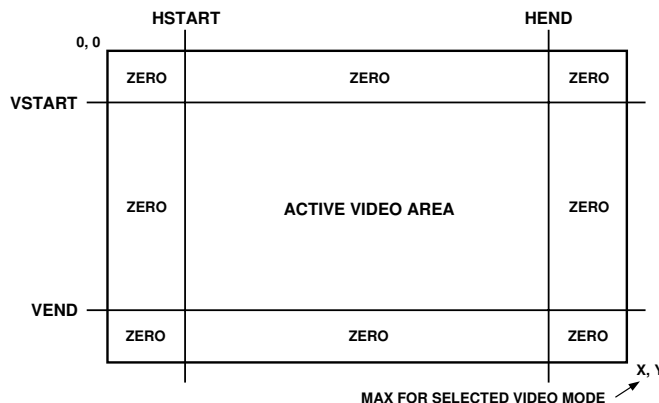 HSTART HEND
0, 0
ZERO ZERO ZERO
VSTART
ZERO ACTIVE VIDEO AREA ZERO
VEND
ZERO ZERO ZERO
X, Y
MAX FOR SELECTED VIDEO MODE